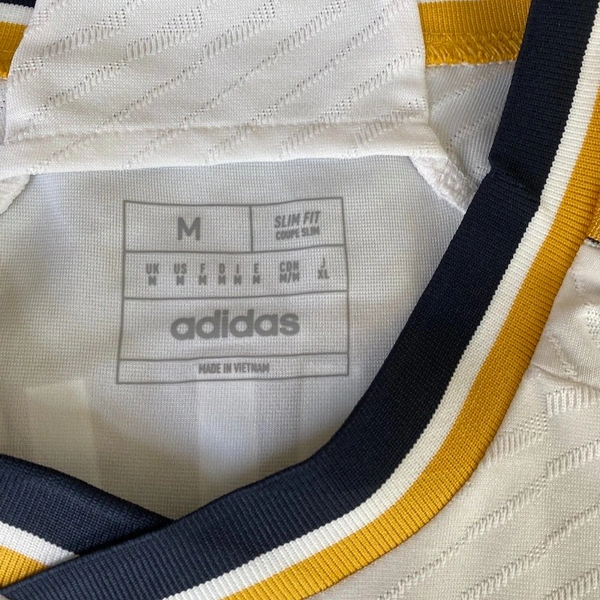 M
SLIM FIT
COUPE SLIM
UK US F D I E CDN J
M M M M M M M/M XL
adidas
MADE IN VIETNAM